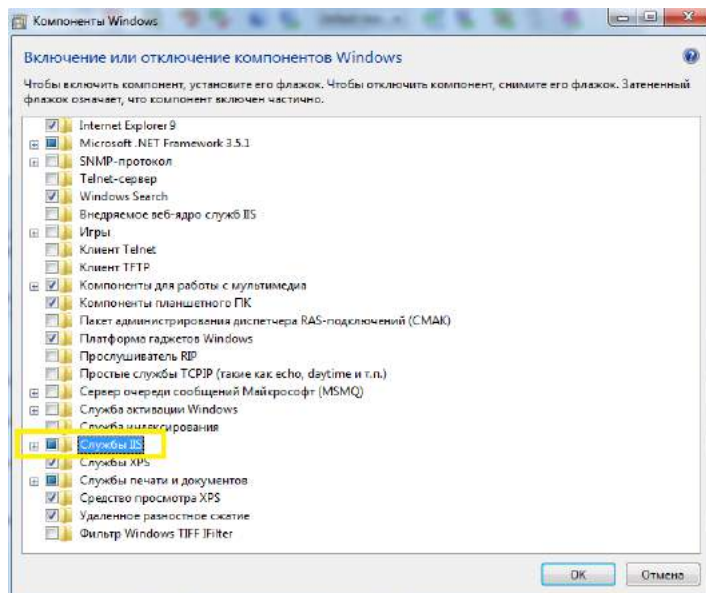 Компоненты Windows
Включение или отключение компонентов Windows
Чтобы включить компонент, установите его флажок. Чтобы отключить компонент, снимите его флажок. Затененный
флажок означает, что компонент включен частично.
Internet Explorer 9
Microsoft .NET Framework 3.5.1
SNMP-протокол
Telnet-сервер
Windows Search
Внедряемое веб-ядро служб IIS
Игры
Клиент Telnet
Клиент TFTP
Компоненты для работы с мультимедиа
Компоненты планшетного ПК
Пакет администрирования диспетчера RAS-подключений (CMAK)
Платформа гаджетов Windows
Прослушиватель RIP
Простые службы TCPIP (такие как echo, daytime и т.п.)
Сервер очереди сообщений Майкрософт (MSMQ)
Служба активации Windows
Служба индексирования
Службы IIS
Службы XPS
Службы печати и документов
Средство просмотра XPS
Удаленное разностное сжатие
Фильтр Windows TIFF IFilter
ОК Отмена